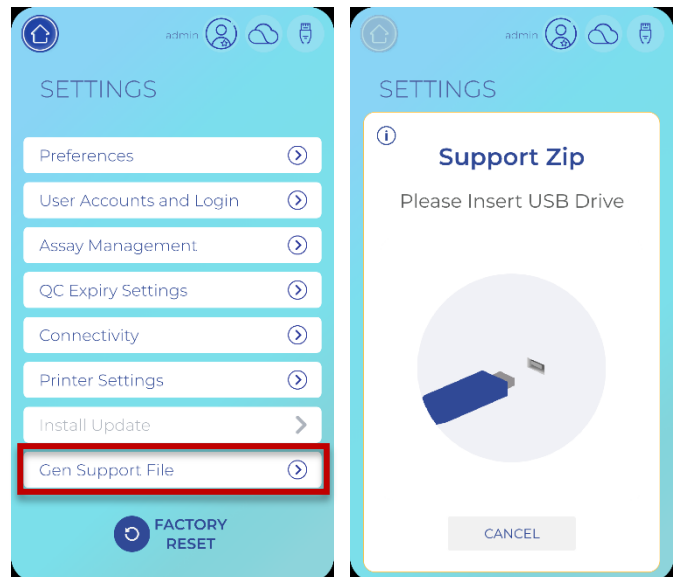 admin
SETTINGS
Preferences
User Accounts and Login
Assay Management
QC Expiry Settings
Connectivity
Printer Settings
Install Update
Gen Support File
FACTORY
RESET
admin
SETTINGS
Support Zip
Please Insert USB Drive
CANCEL